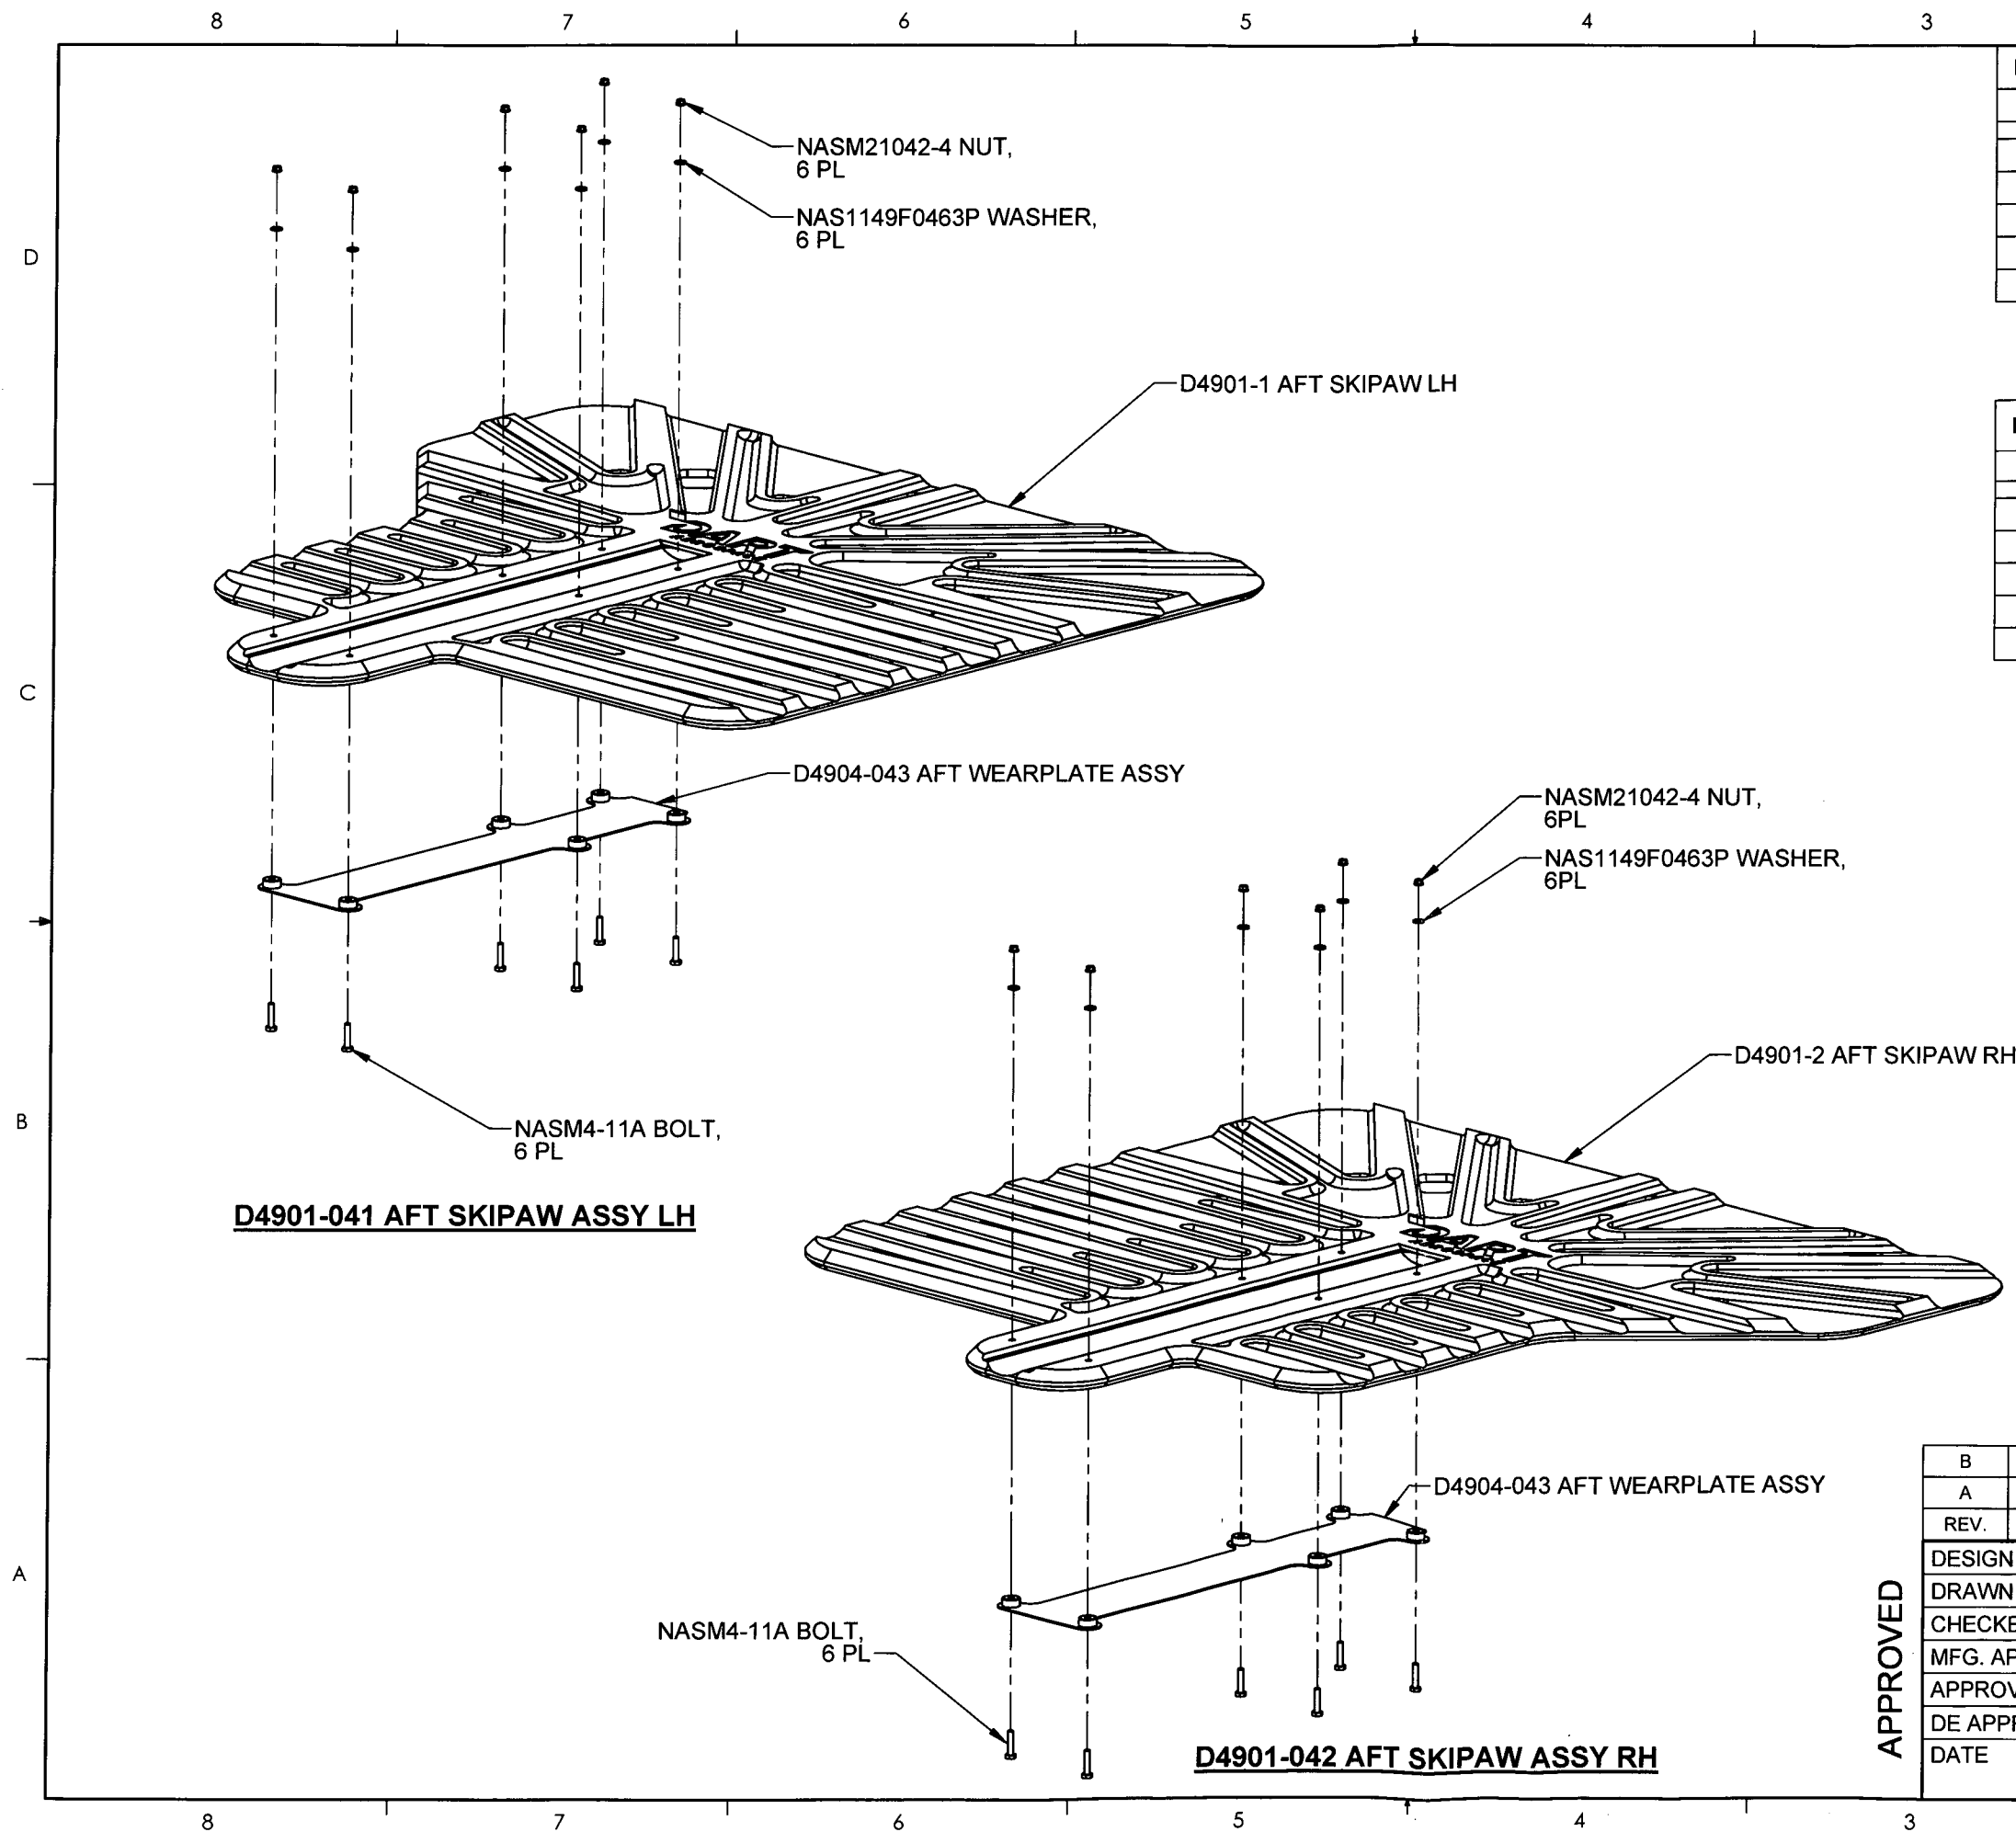 8 7 6 5 4 3
NASM21042-4 NUT,
6 PL
NAS1149F0463P WASHER,
6 PL
D
D4901-1 AFT SKIPAW LH
DART
C
D4904-043 AFT WEARPLATE ASSY
NASM21042-4 NUT,
6PL
NAS1149F0463P WASHER,
6PL
D4901-2 AFT SKIPAW RH
B
NASM4-11A BOLT,
6 PL
D4901-041 AFT SKIPAW ASSY LH
DART
B
D4904-043 AFT WEARPLATE ASSY
A
REV.
DESIGN
A
DRAWN
NASM4-11A BOLT,
6 PL
MFG.
APPROVED
DATE
D4901-042 AFT SKIPAW ASSY RH
8 7 6 5 4 3